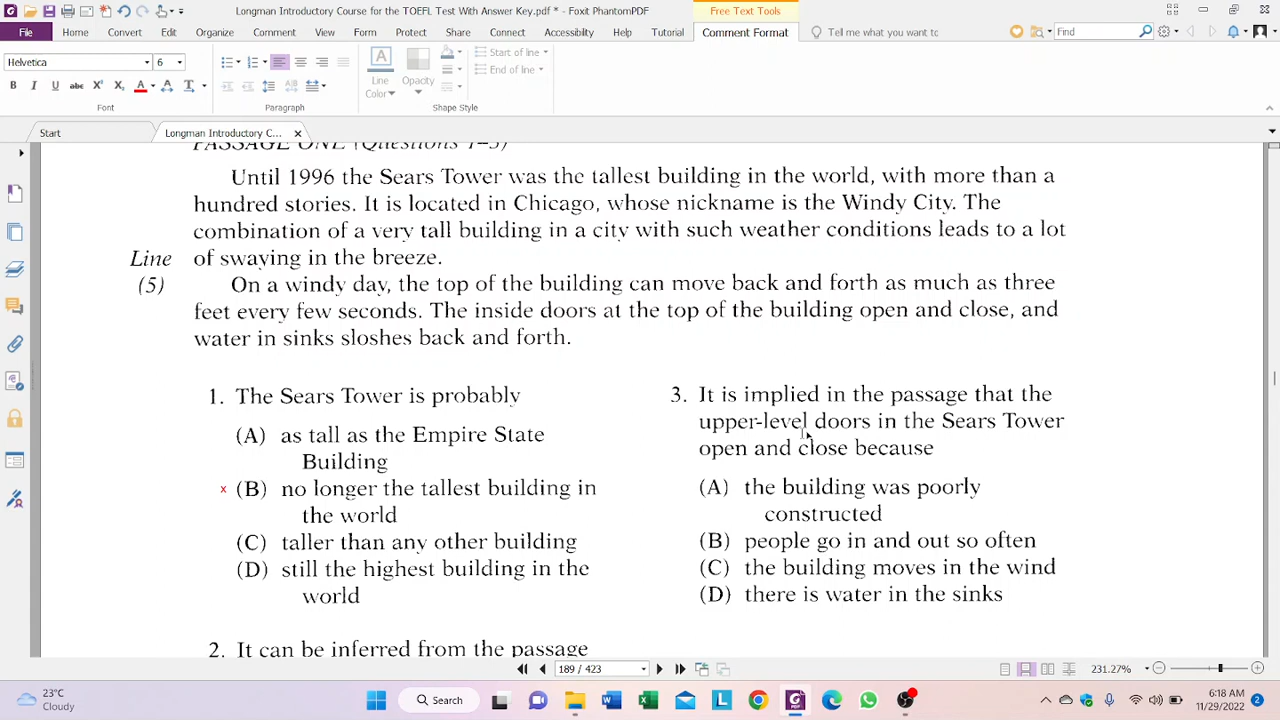 Longman Introductory Course for the TOEFL Test With Answer Key.pdf * - Foxit PhantomPDF
Free Text Tools
File
Home
Convert
Edit
Organize
Comment
View
Form
Protect
Share
Connect
Accessibility
Help
Tutorial
Comment Format
Tell me what you want to do
Find
Helvetica
6
Line Color
Opacity
Start of line
End of line
Font
Paragraph
Shape Style
Start
Longman Introductory C...
PASSAGE ONE (Questions 1–3)
Until 1996 the Sears Tower was the tallest building in the world, with more than a
hundred stories. It is located in Chicago, whose nickname is the Windy City. The
combination of a very tall building in a city with such weather conditions leads to a lot
Line of swaying in the breeze.
(5) On a windy day, the top of the building can move back and forth as much as three
feet every few seconds. The inside doors at the top of the building open and close, and
water in sinks sloshes back and forth.
1. The Sears Tower is probably
(A) as tall as the Empire State
Building
x (B) no longer the tallest building in
the world
(C) taller than any other building
(D) still the highest building in the
world
2. It can be inferred from the passage
3. It is implied in the passage that the
upper-level doors in the Sears Tower
open and close because
(A) the building was poorly
constructed
(B) people go in and out so often
(C) the building moves in the wind
(D) there is water in the sinks
189 / 423
231.27%
23°C
Cloudy
Search
6:18 AM
11/29/2022
2